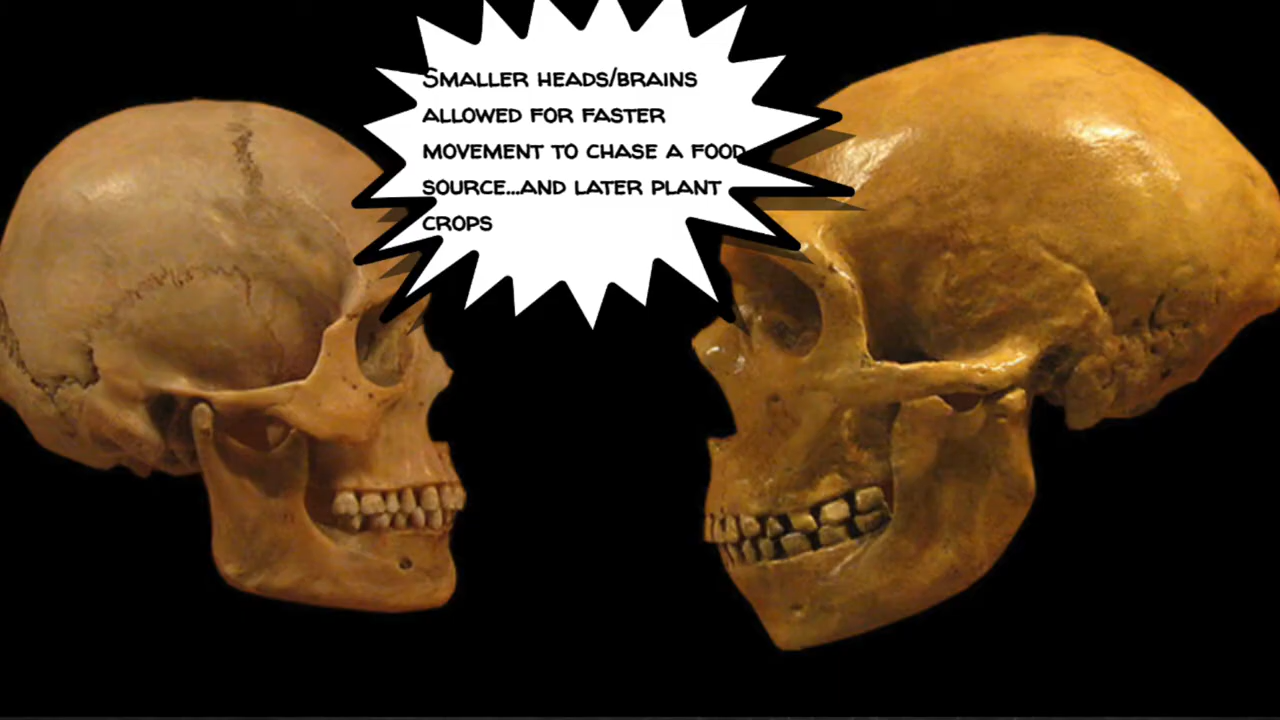 Smaller heads/brains
allowed for faster
movement to chase a food
source...and later plant
crops